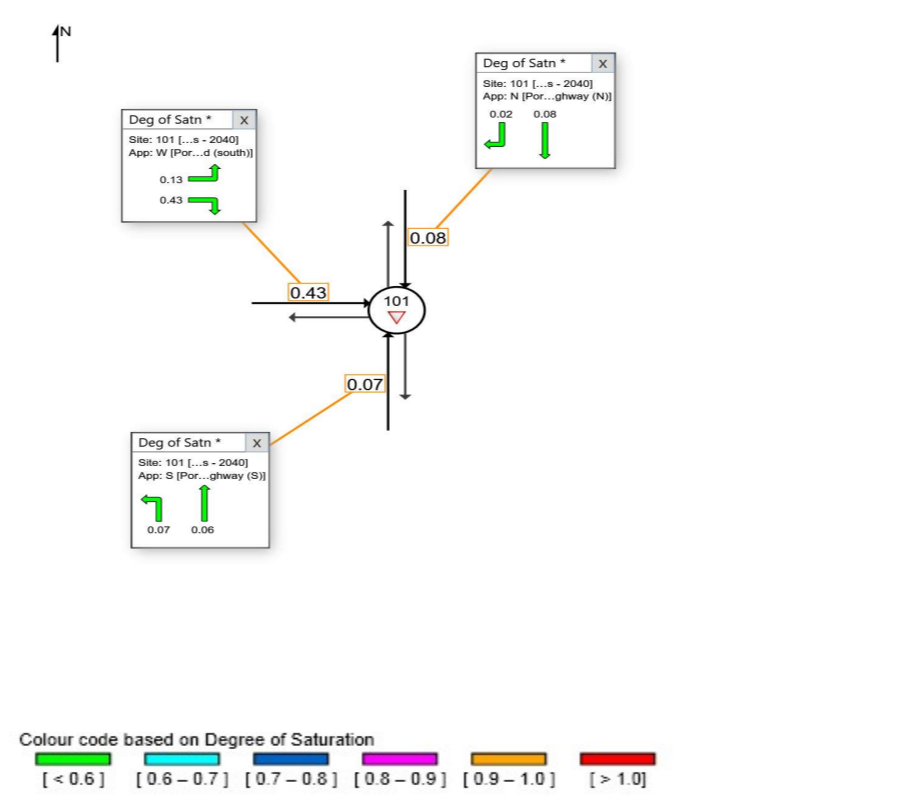 N
Deg of Satn * X
Site: 101 [...s - 2040]
App: N [Por...ghway (N)]
0.02 0.08
Deg of Satn * X
Site: 101 [...s - 2040]
App: W [Por...d (south)]
0.13
0.43
0.08
0.43
101
0.07
Deg of Satn * X
Site: 101 [...s - 2040]
App: S [Por...ghway (S)]
0.07 0.06
Colour code based on Degree of Saturation
[ < 0.6 ] [ 0.6 – 0.7 ] [ 0.7 – 0.8 ] [ 0.8 – 0.9 ] [ 0.9 – 1.0 ] [ > 1.0]